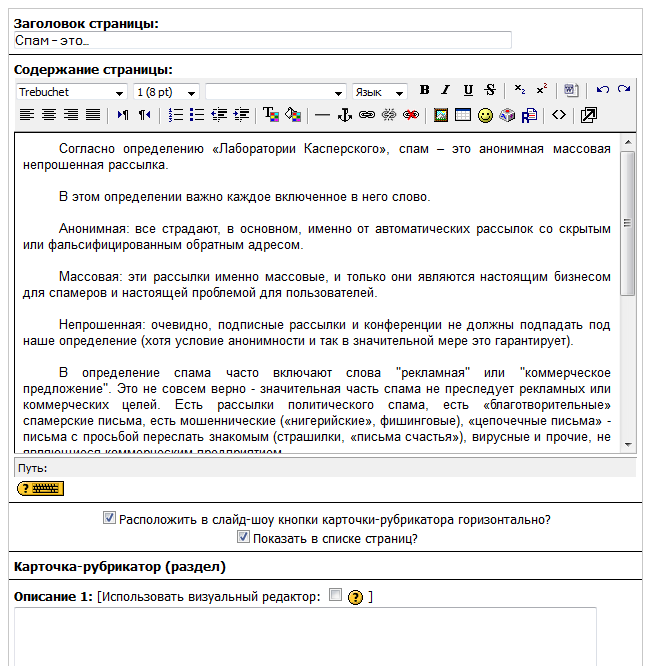 Заголовок страницы:
Спам – это…
Содержание страницы:
Trebuchet 1 (8 pt) Язык B I U S
Согласно определению «Лаборатории Касперского», спам – это анонимная массовая
непрошенная рассылка.
В этом определении важно каждое включенное в него слово.
Анонимная: все страдают, в основном, именно от автоматических рассылок со скрытым
или фальсифицированным обратным адресом.
Массовая: эти рассылки именно массовые, и только они являются настоящим бизнесом
для спамеров и настоящей проблемой для пользователей.
Непрошенная: очевидно, подписные рассылки и конференции не должны подпадать под
наше определение (хотя условие анонимности и так в значительной мере это гарантирует).
В определение спама часто включают слова "рекламная" или "коммерческое
предложение". Это не совсем верно - значительная часть спама не преследует рекламных или
коммерческих целей. Есть рассылки политического спама, есть «благотворительные»
спамерские письма, есть мошеннические («нигерийские», фишинговые), «цепочечные письма» -
письма с просьбой переслать знакомым (страшилки, «письма счастья»), вирусные и прочие, не
являющиеся коммерческим предприятием.
Путь:
Расположить в слайд-шоу кнопки карточки-рубрикатора горизонтально?
Показать в списке страниц?
Карточка-рубрикатор (раздел)
Описание 1: [Использовать визуальный редактор: ? ]